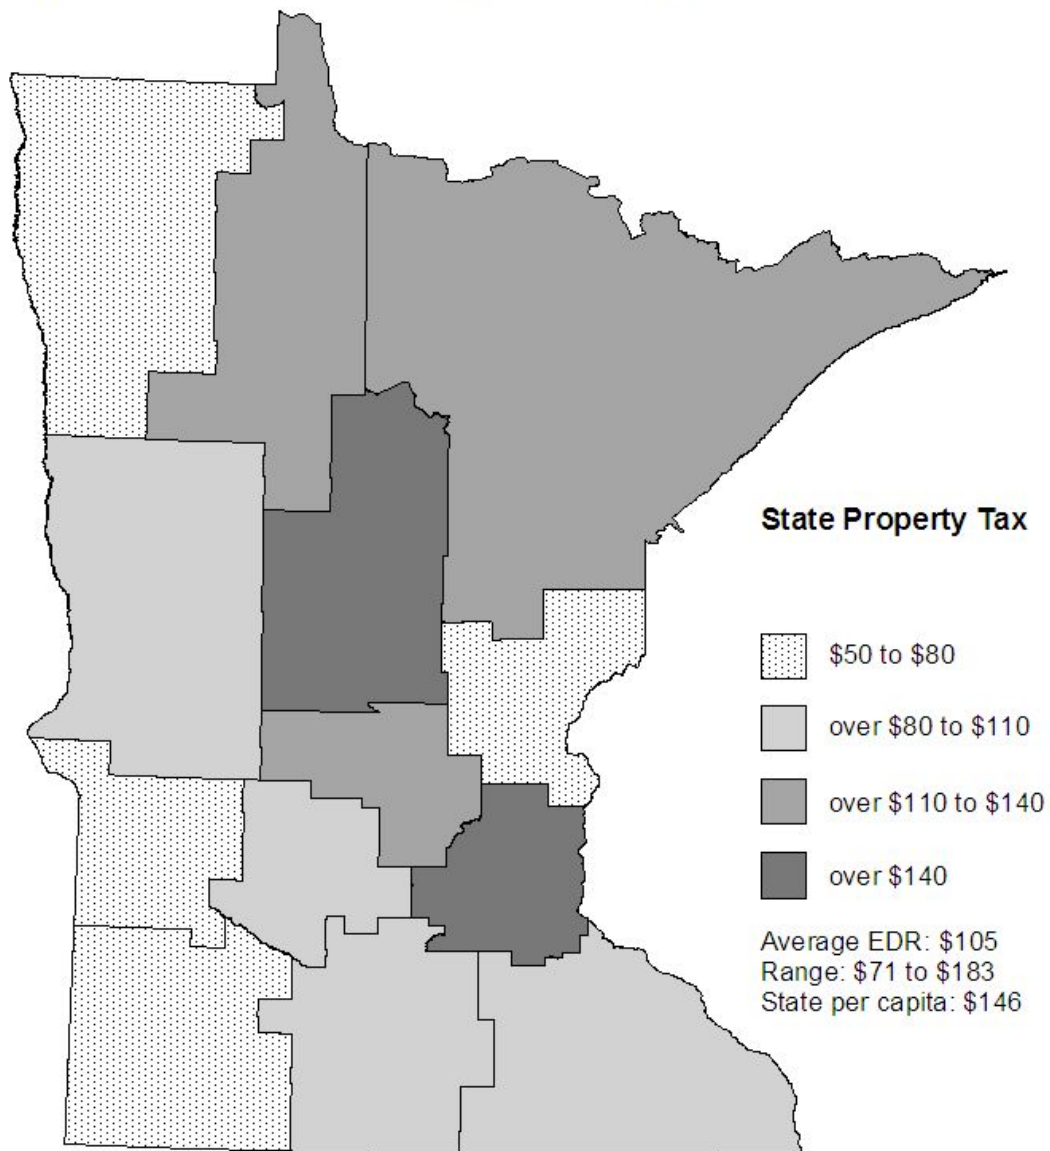 State Property Tax
$50 to $80
over $80 to $110
over $110 to $140
over $140
Average EDR: $105
Range: $71 to $183
State per capita: $146